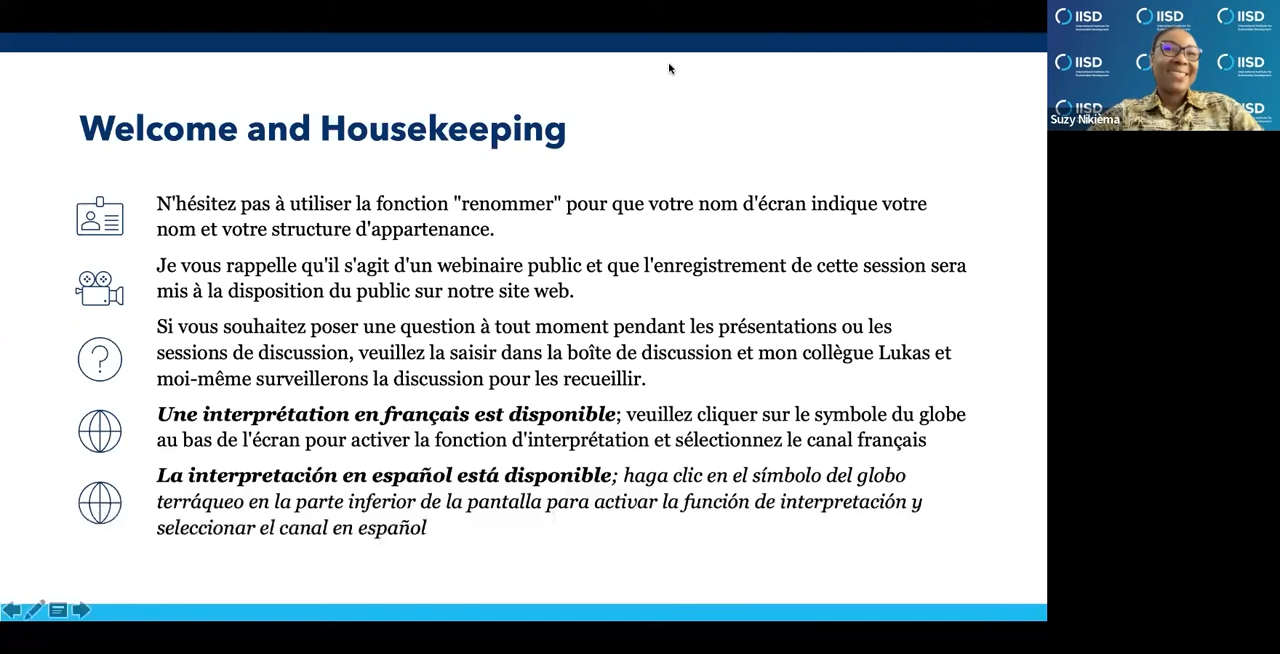 IISD
IISD
IISD
IISD
IISD
IISD
Suzy Nikièma
Welcome and Housekeeping
N'hésitez pas à utiliser la fonction "renommer" pour que votre nom d'écran indique votre
nom et votre structure d'appartenance.
Je vous rappelle qu'il s'agit d'un webinaire public et que l'enregistrement de cette session sera
mis à la disposition du public sur notre site web.
Si vous souhaitez poser une question à tout moment pendant les présentations ou les
sessions de discussion, veuillez la saisir dans la boîte de discussion et mon collègue Lukas et
moi-même surveillerons la discussion pour les recueillir.
Une interprétation en français est disponible; veuillez cliquer sur le symbole du globe
au bas de l'écran pour activer la fonction d'interprétation et sélectionnez le canal français
La interpretación en español está disponible; haga clic en el símbolo del globo
terráqueo en la parte inferior de la pantalla para activar la función de interpretación y
seleccionar el canal en español